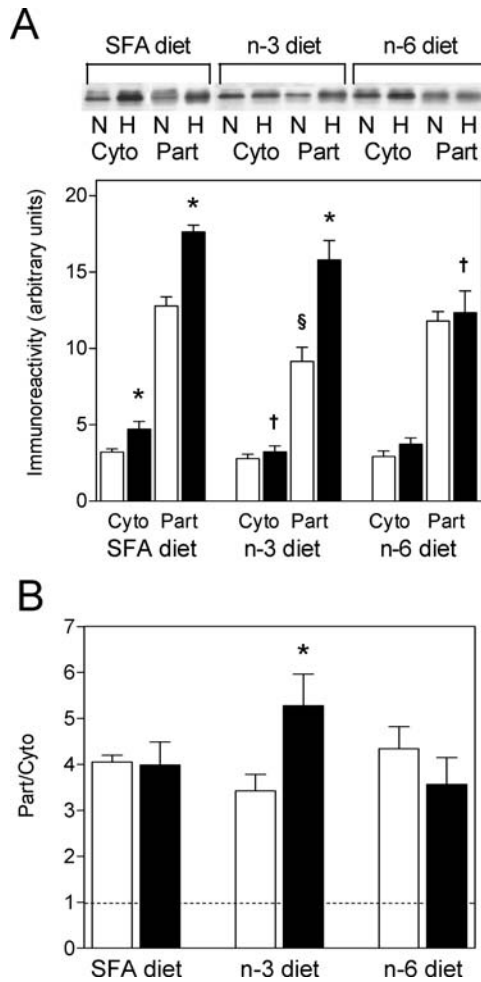 A
SFA diet n-3 diet n-6 diet
N H N H N H N H N H N H
Cyto Part Cyto Part Cyto Part
Immunoreactivity (arbitrary units)
20
15
10
5
0
* * § * † †
Cyto Part Cyto Part Cyto Part
SFA diet n-3 diet n-6 diet
B
Part/Cyto
7
6
5
4
3
2
1
0
*
SFA diet n-3 diet n-6 diet